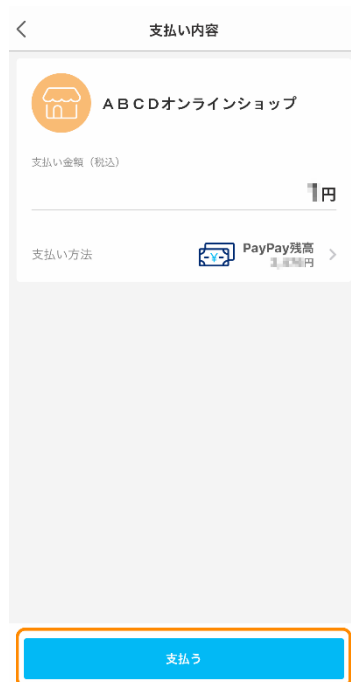 支払い内容
ABCDオンラインショップ
支払い金額（税込）
円
支払い方法
PayPay残高
円
支払う